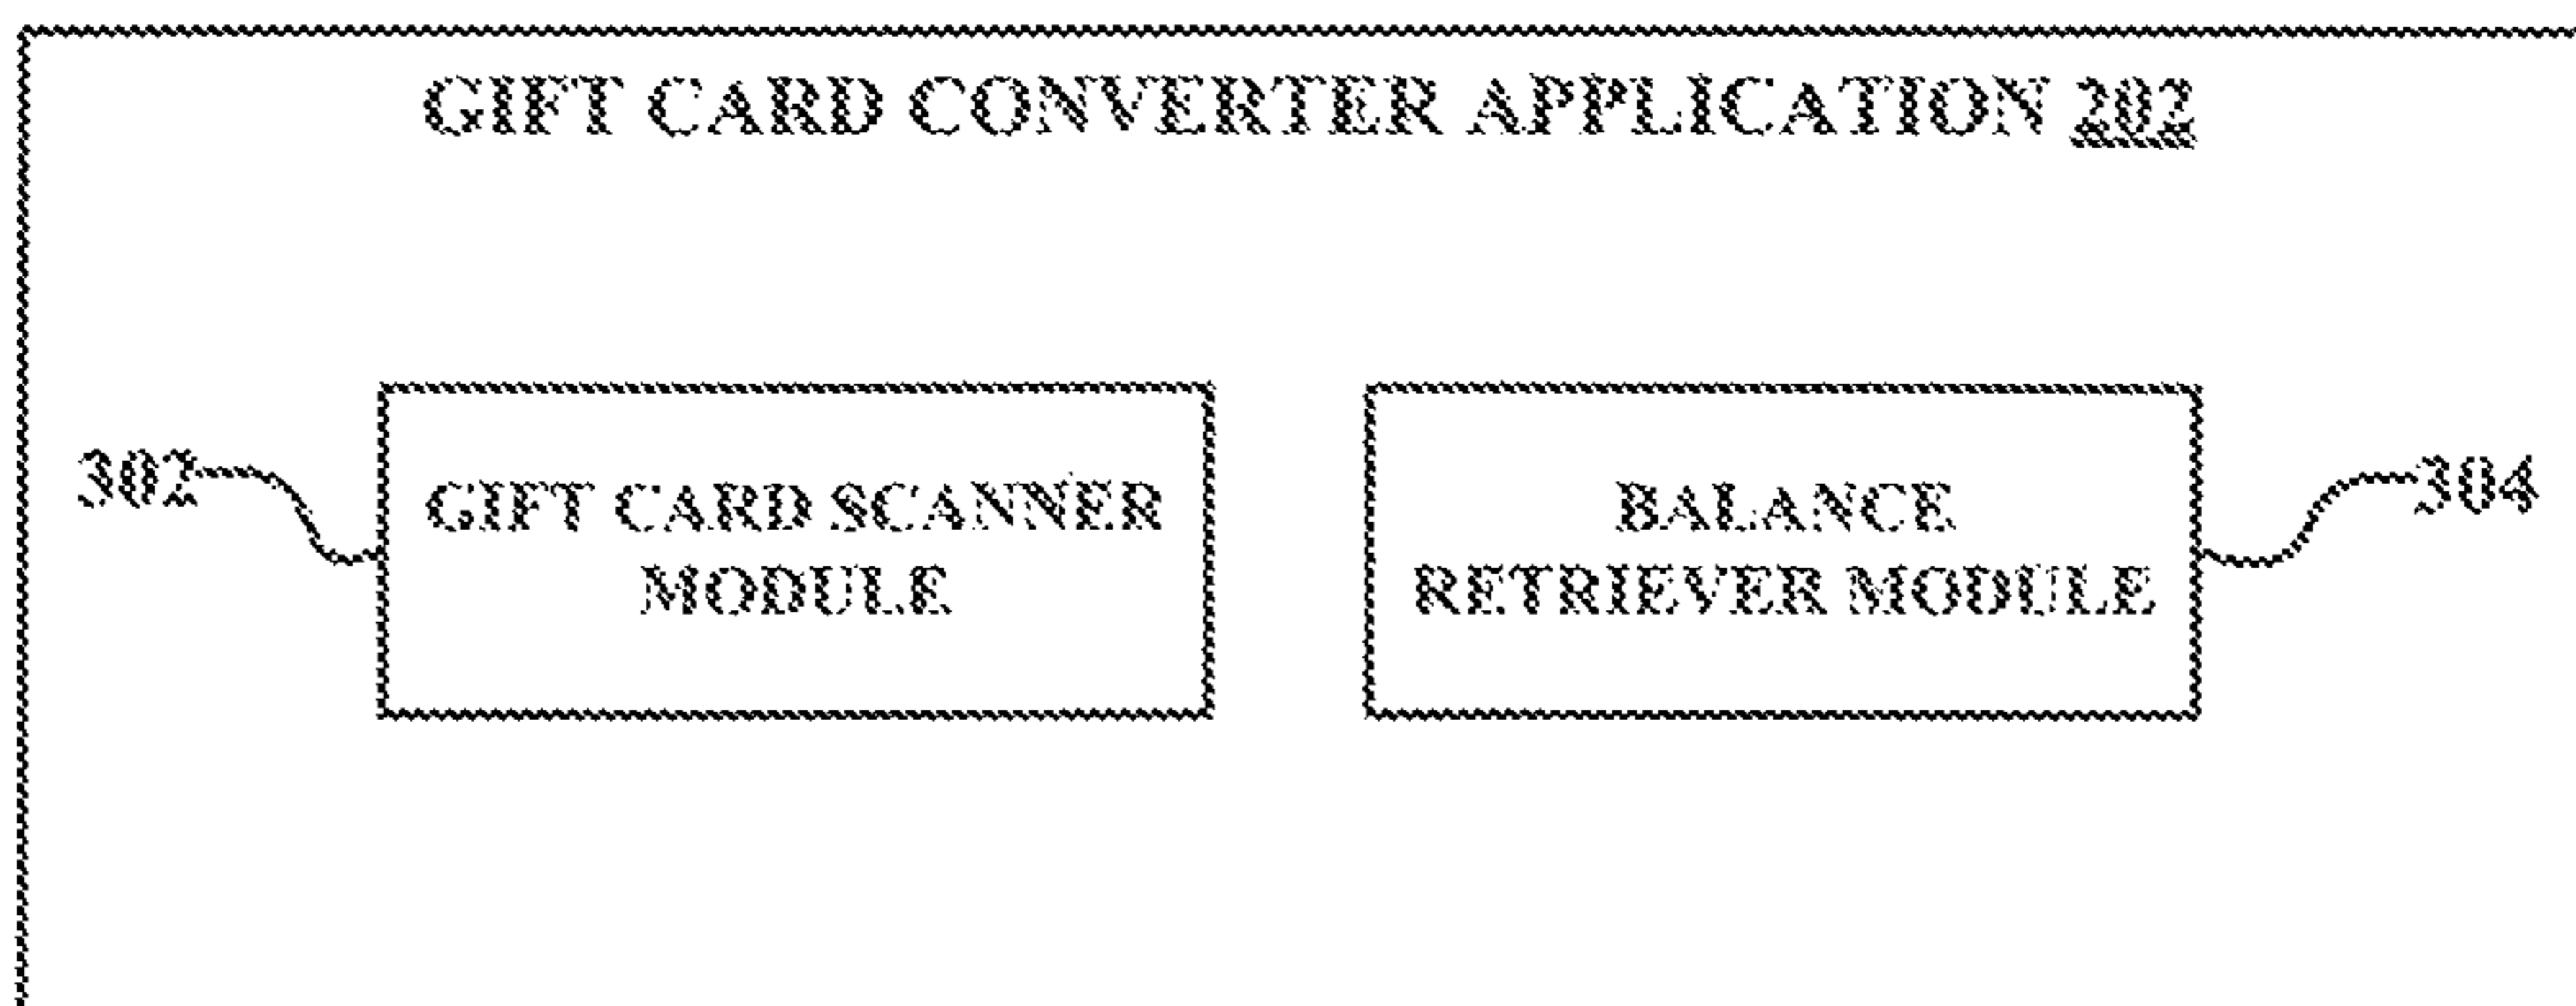 GIFT CARD CONVERTER APPLICATION 202
302
GIFT CARD SCANNER
MODULE
BALANCE
RETRIEVER MODULE
304